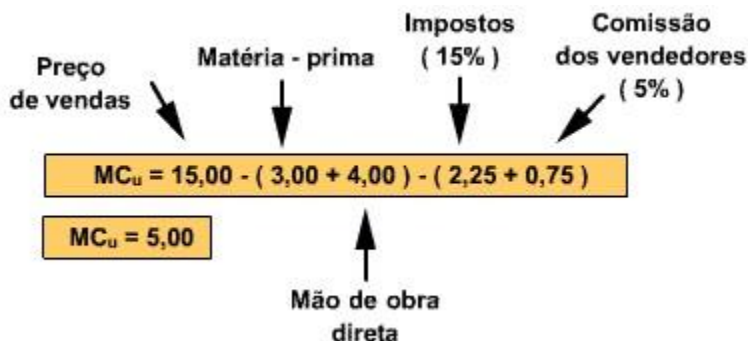 Preço
de vendas
Matéria - prima
Impostos
( 15% )
Comissão
dos vendedores
( 5% )
MCu = 15,00 - ( 3,00 + 4,00 ) - ( 2,25 + 0,75 )
MCu = 5,00
Mão de obra
direta